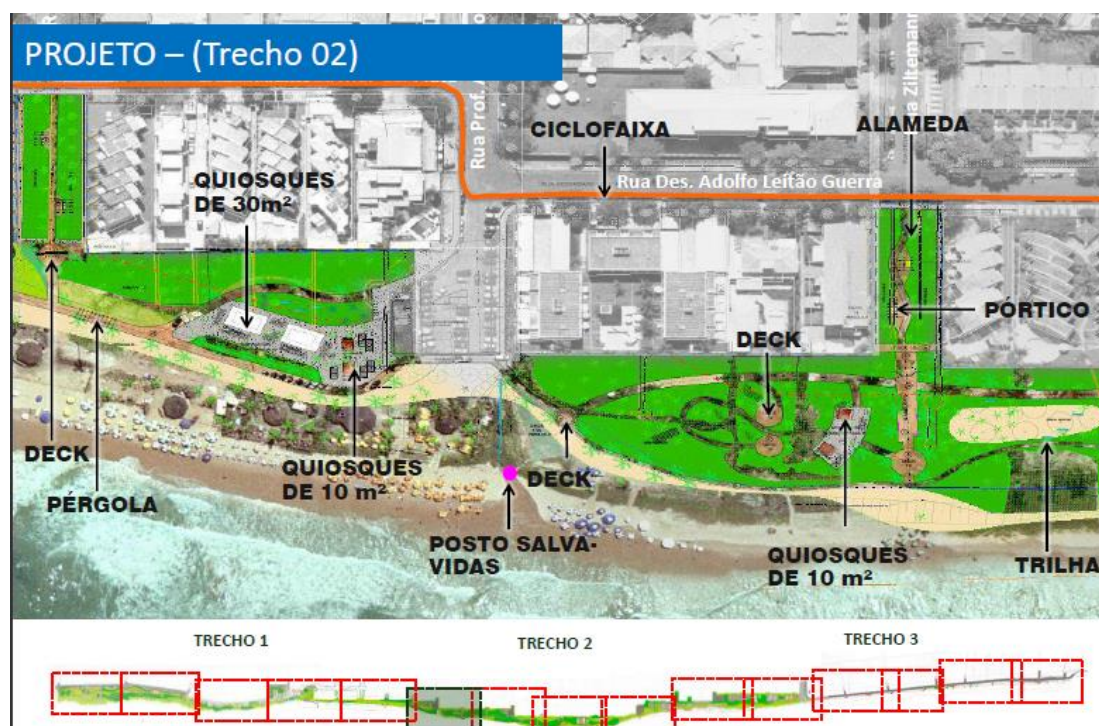 PROJETO – (Trecho 02)
Rua Prof.
CICLOFAIXA
ALAMEDA
QUIOSQUES
DE 30m²
Rua Des. Adolfo Leitão Guerra
PÓRTICO
DECK
DECK
PÉRGOLA
QUIOSQUES
DE 10 m²
DECK
POSTO SALVA-
VIDAS
QUIOSQUES
DE 10 m²
TRILHA
TRECHO 1
TRECHO 2
TRECHO 3